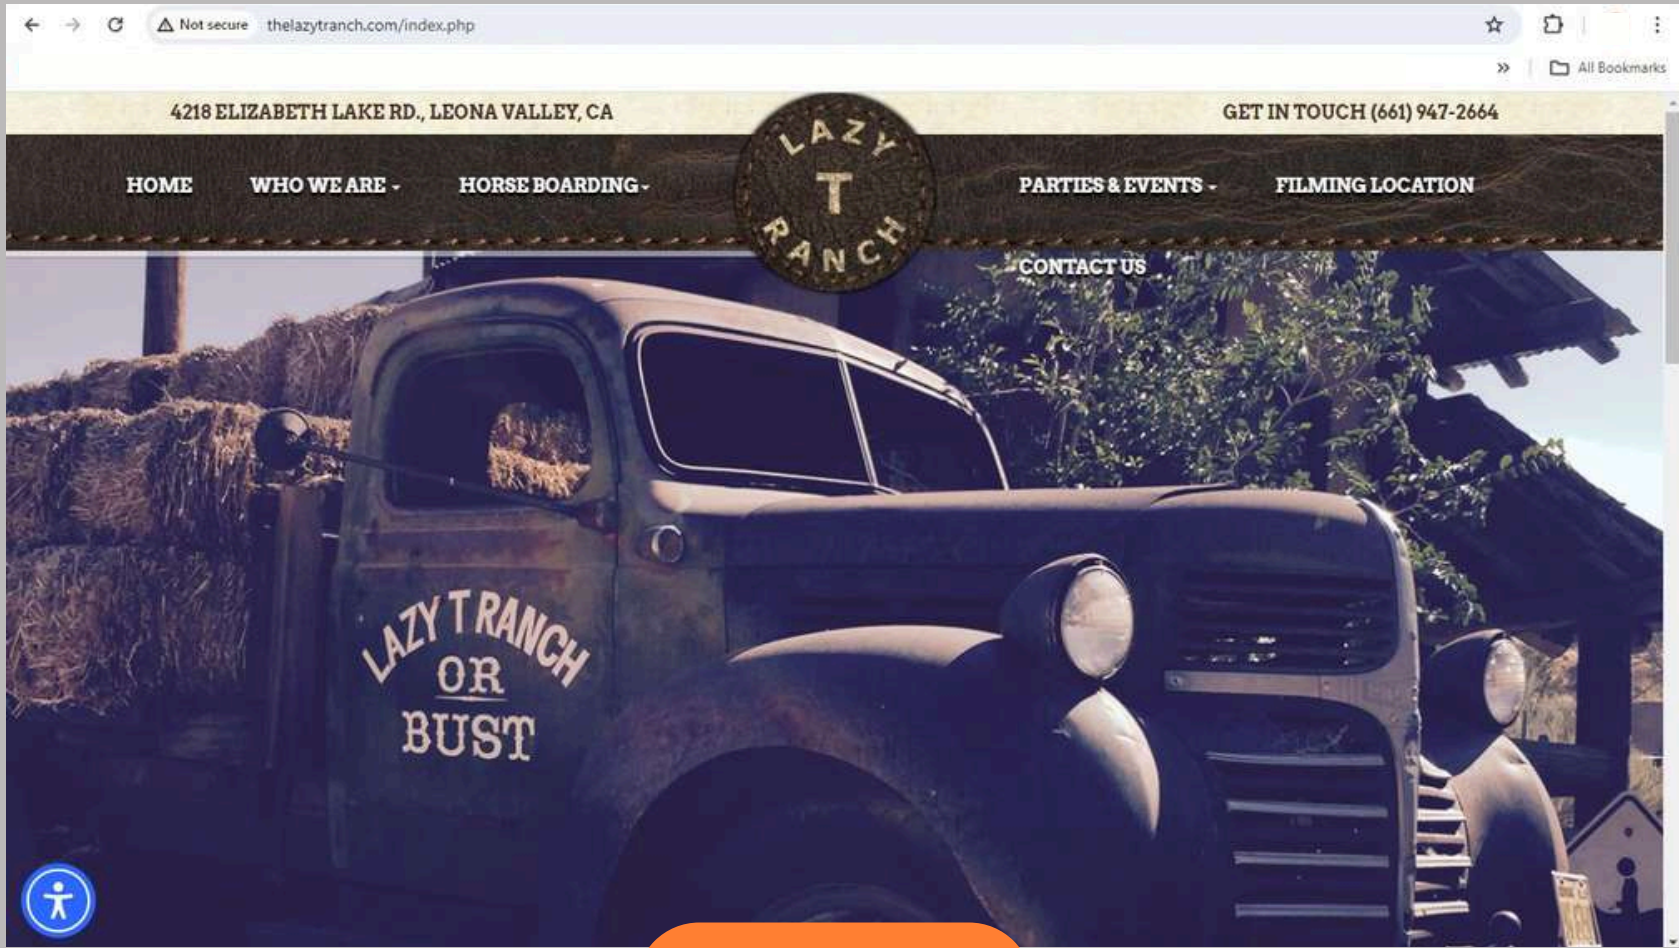 Not secure thelazytranch.com/index.php
All Bookmarks
4218 ELIZABETH LAKE RD., LEONA VALLEY, CA
GET IN TOUCH (661) 947-2664
LAZY
T
RANCH
HOME WHO WE ARE HORSE BOARDING PARTIES & EVENTS FILMING LOCATION
CONTACT US
LAZY T RANCH
OR
BUST